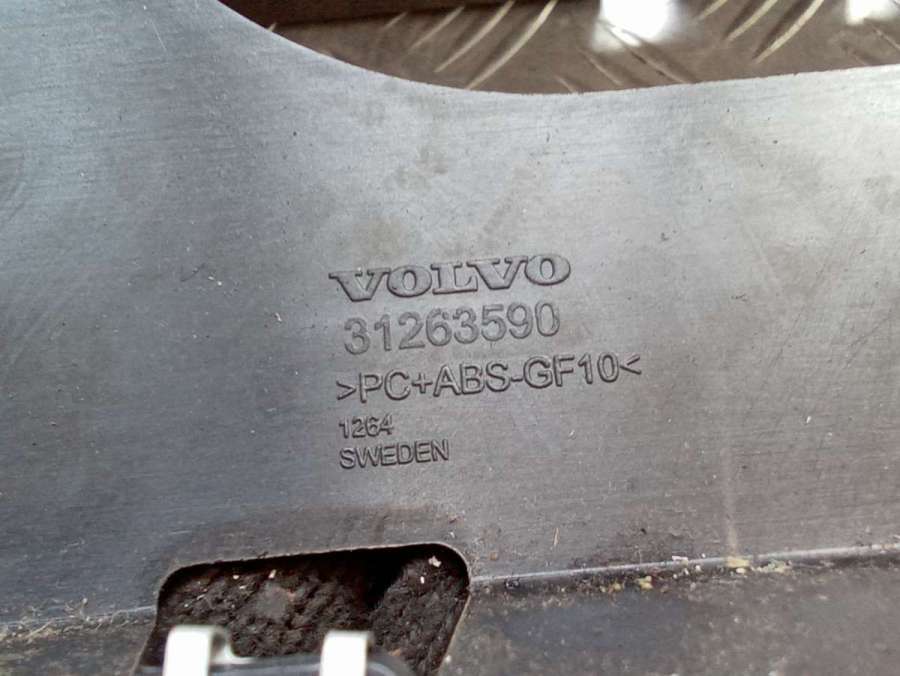 VOLVO
31263590
>PC+ABS-GF10<
1264
SWEDEN